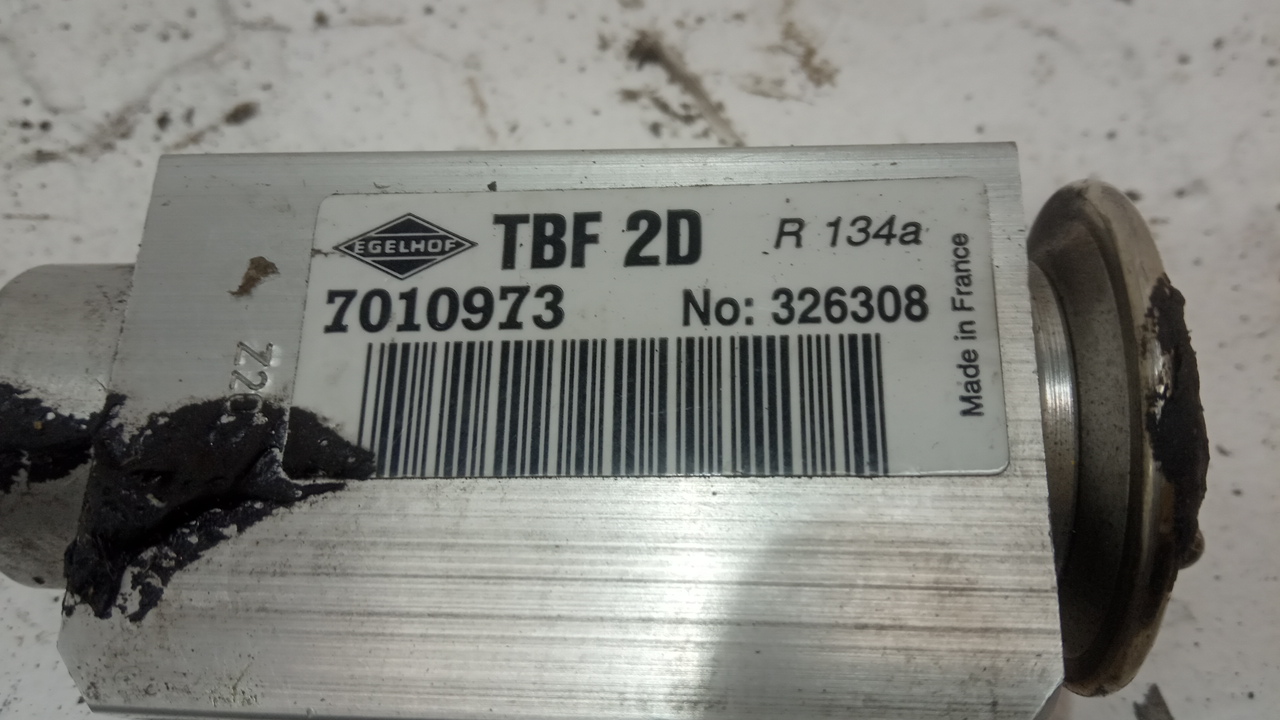 EGELHOF
TBF 2D
R 134a
7010973
No: 326308
Made in France